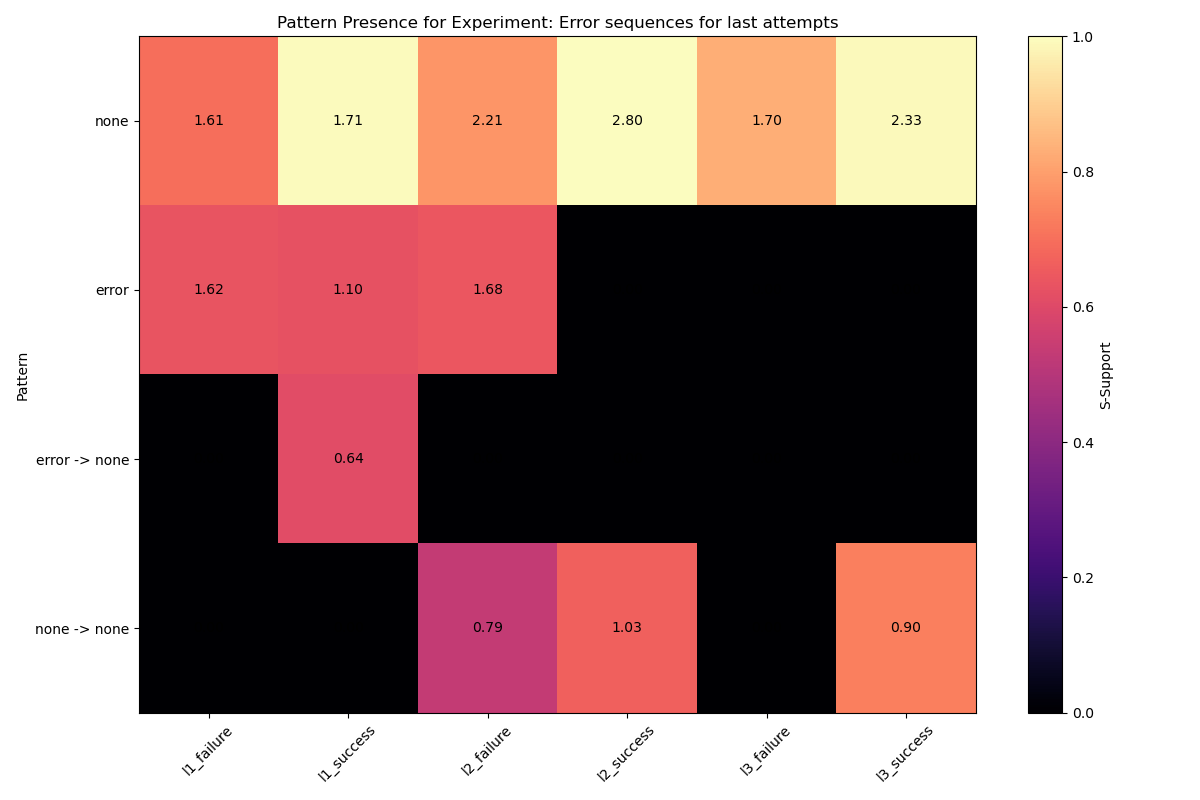 Pattern Presence for Experiment: Error sequences for last attempts
none
1.61
1.71
2.21
2.80
1.70
2.33
error
1.62
1.10
1.68
error -> none
0.64
none -> none
0.79
1.03
0.90
Pattern
l1_failure
l1_success
l2_failure
l2_success
l3_failure
l3_success
1.0
0.8
0.6
0.4
0.2
0.0
S-Support